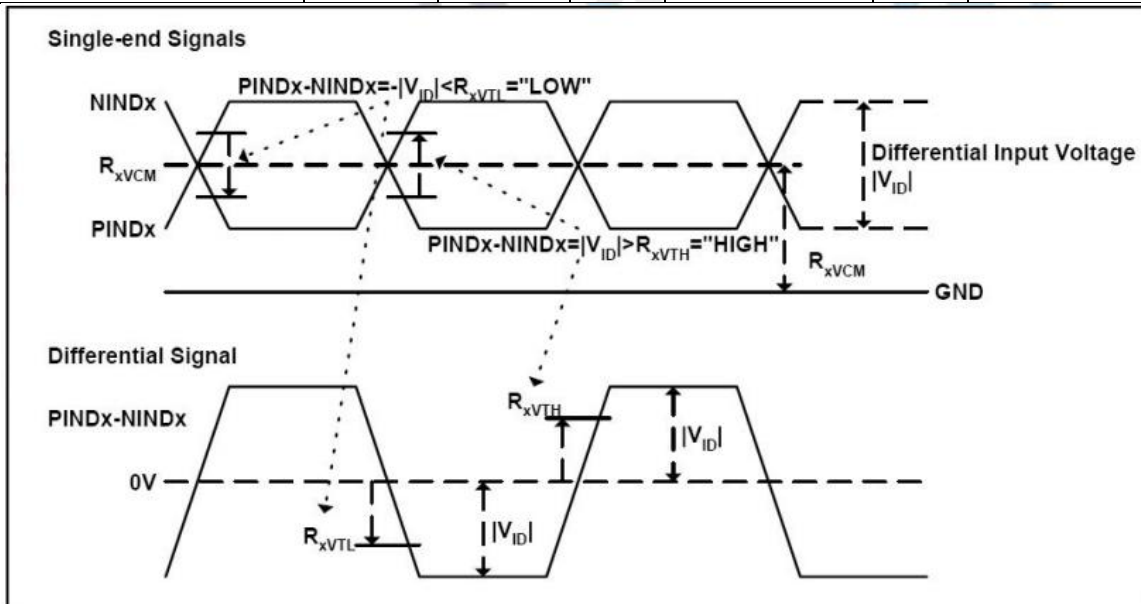 Single-end Signals
PINDx-NINDx=-|VID|<RxVTL="LOW"
NINDx
RxVCM
Differential Input Voltage
|VID|
PINDx
PINDx-NINDx=|VID|>RxVTH="HIGH"
RxVCM
GND
Differential Signal
RxVTH
PINDx-NINDx
|VID|
0V
RxVTL
|VID|